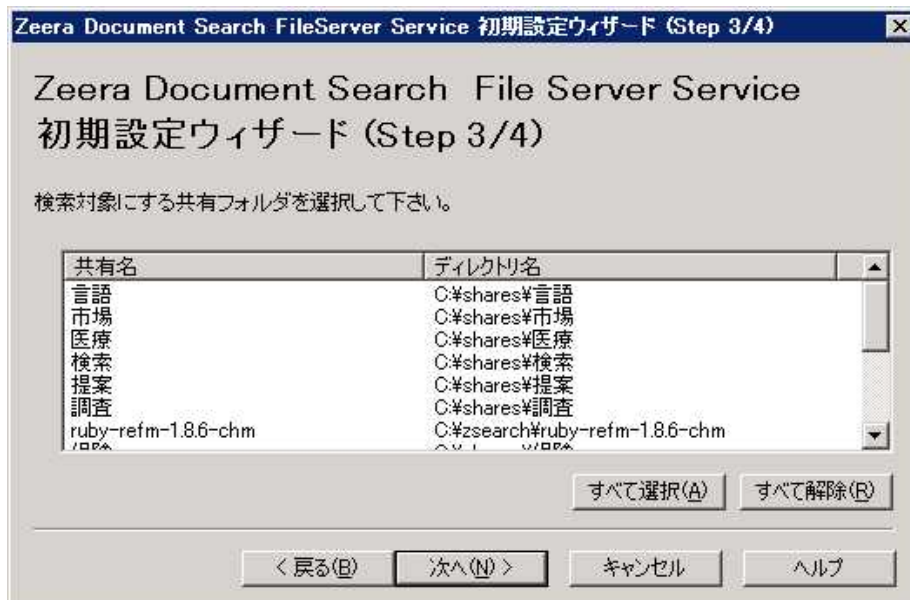 Zeera Document Search FileServer Service 初期設定ウィザード (Step 3/4)
Zeera Document Search File Server Service
初期設定ウィザード (Step 3/4)
検索対象にする共有フォルダを選択して下さい。
共有名 ディレクトリ名
言語 C:¥shares¥言語
市場 C:¥shares¥市場
医療 C:¥shares¥医療
検索 C:¥shares¥検索
提案 C:¥shares¥提案
調査 C:¥shares¥調査
ruby-refm-1.8.6-chm C:¥zsearch¥ruby-refm-1.8.6-chm
すべて選択(A) すべて解除(R)
< 戻る(B) 次へ(N) > キャンセル ヘルプ